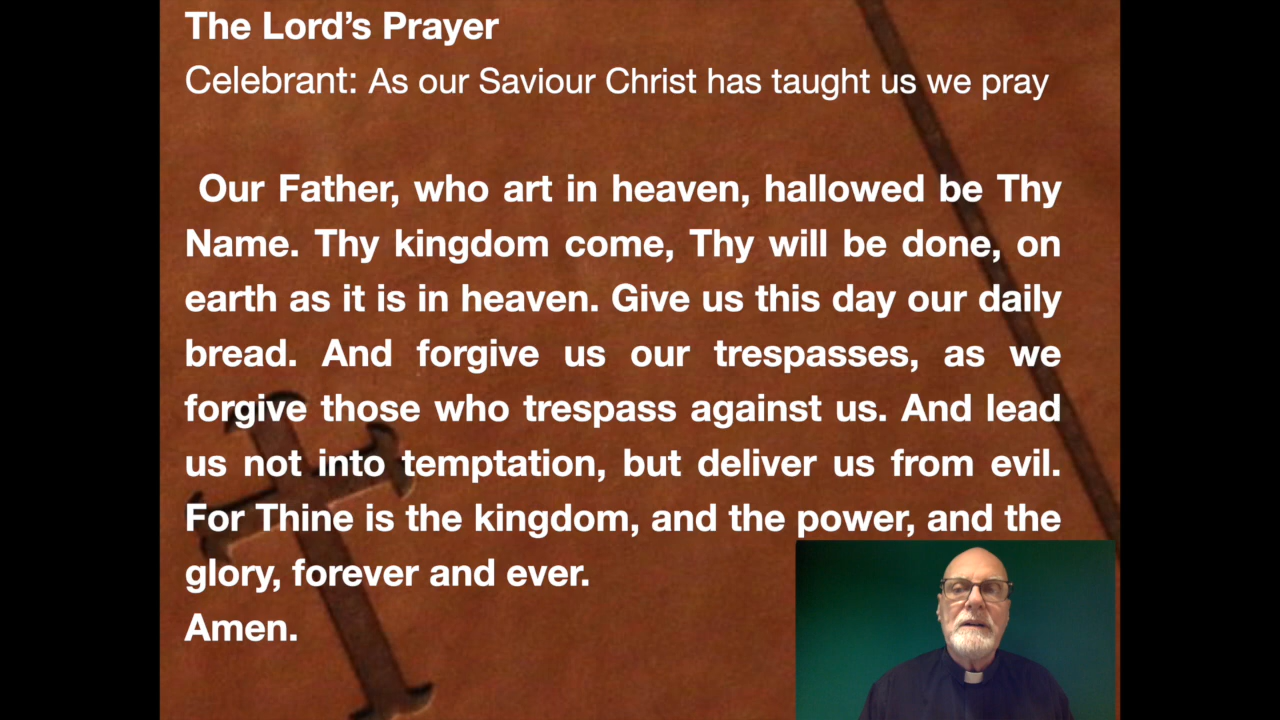 The Lord’s Prayer
Celebrant: As our Saviour Christ has taught us we pray
Our Father, who art in heaven, hallowed be Thy
Name. Thy kingdom come, Thy will be done, on
earth as it is in heaven. Give us this day our daily
bread. And forgive us our trespasses, as we
forgive those who trespass against us. And lead
us not into temptation, but deliver us from evil.
For Thine is the kingdom, and the power, and the
glory, forever and ever.
Amen.